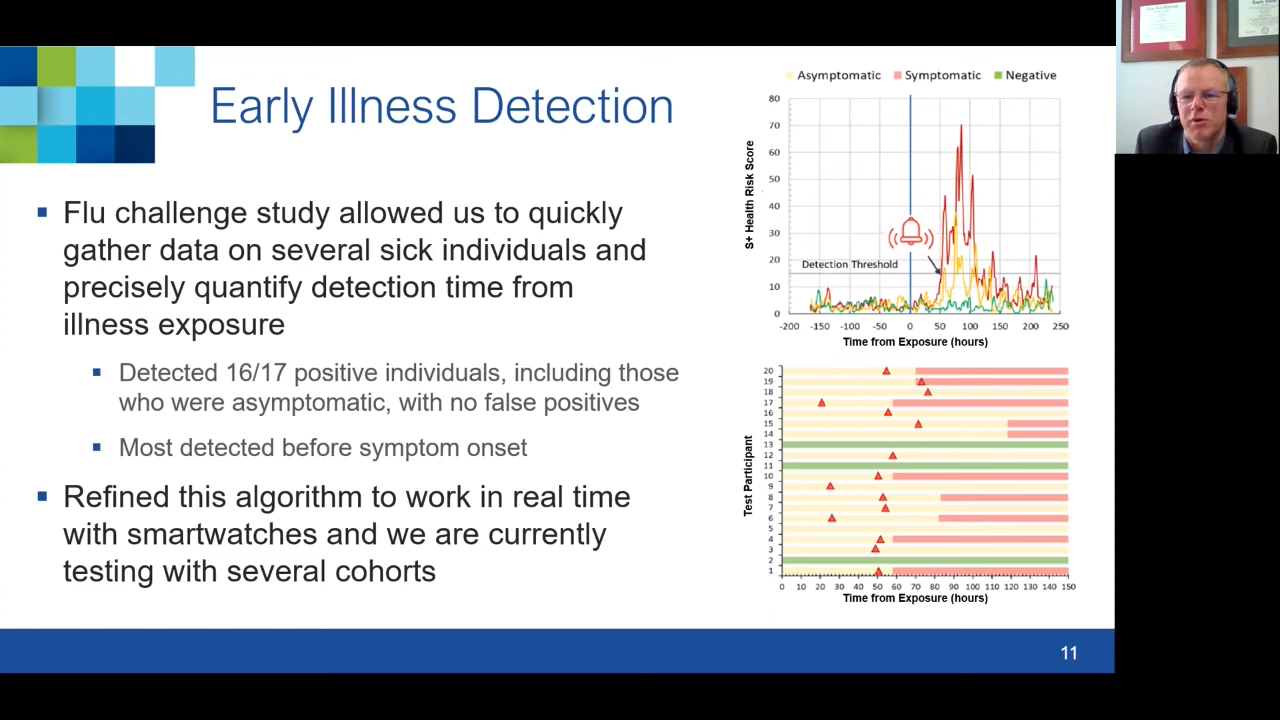 Early Illness Detection
▪ Flu challenge study allowed us to quickly
gather data on several sick individuals and
precisely quantify detection time from
illness exposure
▪ Detected 16/17 positive individuals, including those
who were asymptomatic, with no false positives
▪ Most detected before symptom onset
▪ Refined this algorithm to work in real time
with smartwatches and we are currently
testing with several cohorts
Asymptomatic Symptomatic Negative
S+ Health Risk Score
80
70
60
50
40
30
20
10
0
Detection Threshold
-200 -150 -100 -50 0 50 100 150 200 250
Time from Exposure (hours)
Test Participant
20
19
18
17
16
15
14
13
12
11
10
9
8
7
6
5
4
3
2
1
0 10 20 30 40 50 60 70 80 90 100 110 120 130 140 150
Time from Exposure (hours)
11